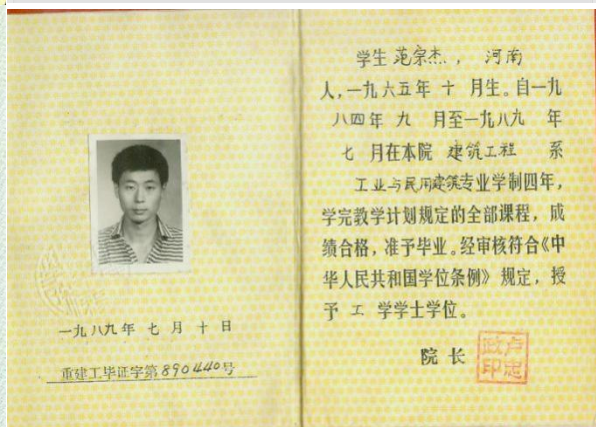 一九八九年 七 月 十 日
重建工毕证字第890440号
学生 范宗杰 ， 河南
人，一九六五年 十 月生。自一九
八四年 九 月至一九八九 年
七 月在本院 建筑工程 系
工业与民用建筑专业学制四年，
学完教学计划规定的全部课程，成
绩合格，准予毕业。经审核符合《中
华人民共和国学位条例》规定，授
予 工 学学士学位。
院 长